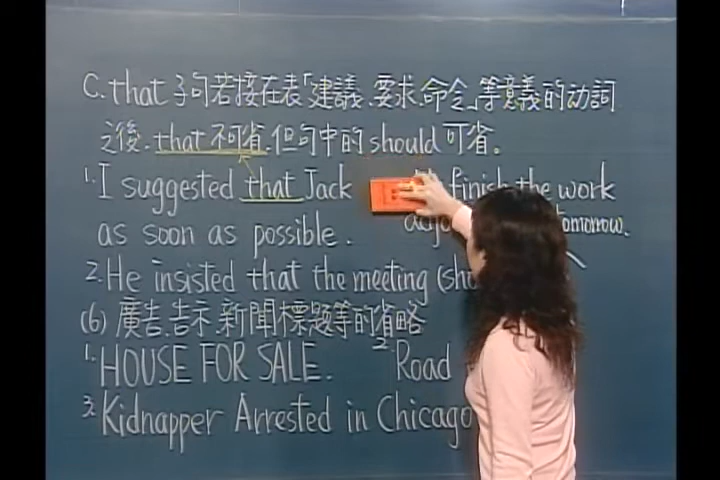 C. that 子句若接在表「建議、要求、命令」等意義的动詞
之後, that 不可省, 但句中的 should 可省。
1. I suggested that Jack finish the work
as soon as possible.
tomorrow.
2. He insisted that the meeting (sho
(6) 廣告、告示、新聞標題等的省略
1. HOUSE FOR SALE. 2. Road
3. Kidnapper Arrested in Chicago